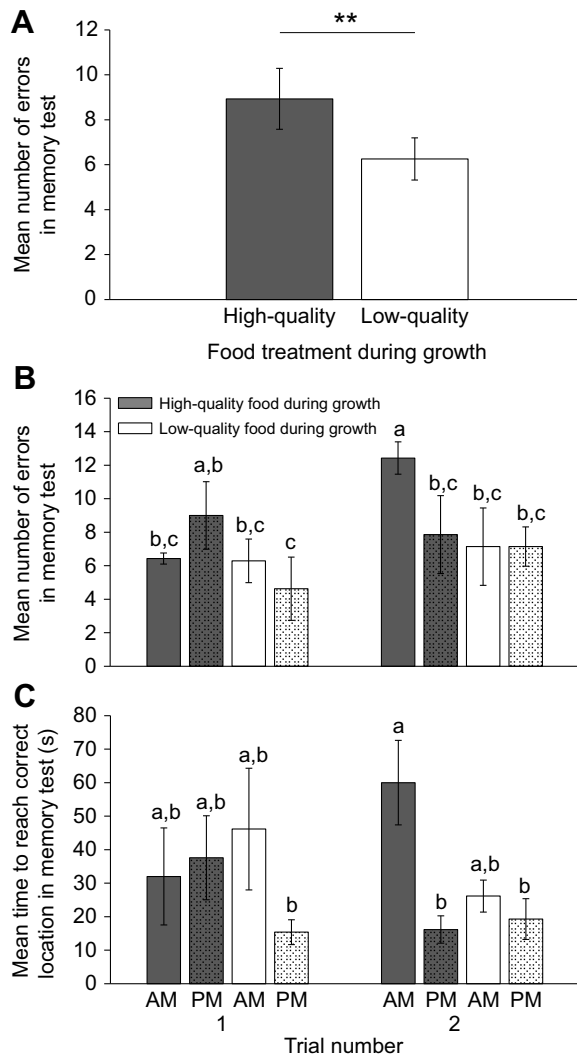 A
**
Mean number of errors
in memory test
12
10
8
6
4
2
0
High-quality
Low-quality
Food treatment during growth
B
High-quality food during growth
Low-quality food during growth
Mean number of errors
in memory test
16
14
12
10
8
6
4
2
0
b,c
a,b
b,c
c
a
b,c
b,c
b,c
C
Mean time to reach correct
location in memory test (s)
80
70
60
50
40
30
20
10
0
a,b
a,b
a,b
b
a
b
a,b
b
AM PM AM PM
AM PM AM PM
1
2
Trial number